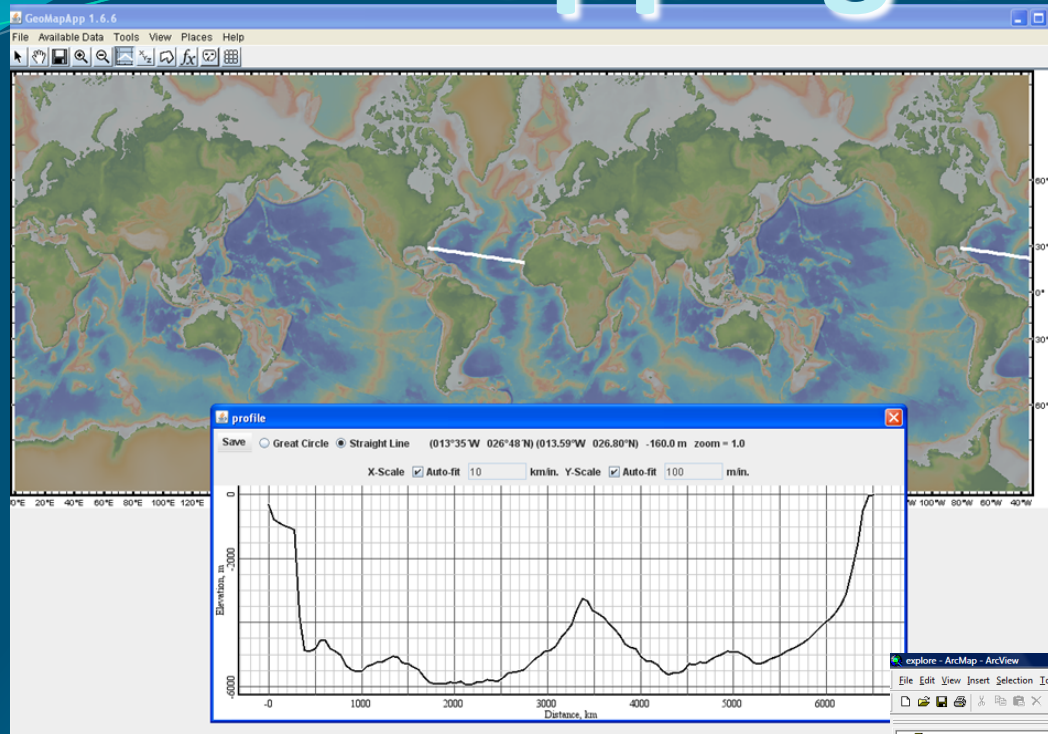 GeoMapApp 1.6.6
File Available Data Tools View Places Help
XYZ fx
60°
30°
0°
30°
60°
0°E 20°E 40°E 60°E 80°E 100°E 120°E
W 100°W 80°W 60°W 40°W
profile
Save Great Circle Straight Line (013°35'W 026°48'N) (013.59°W 026.80°N) -160.0 m zoom = 1.0
X-Scale Auto-fit 10 km/in. Y-Scale Auto-fit 100 m/in.
0
-2000
-6000
Elevation, m
-0 1000 2000 3000 4000 5000 6000
Distance, km
explore - ArcMap - ArcView
File Edit View Insert Selection